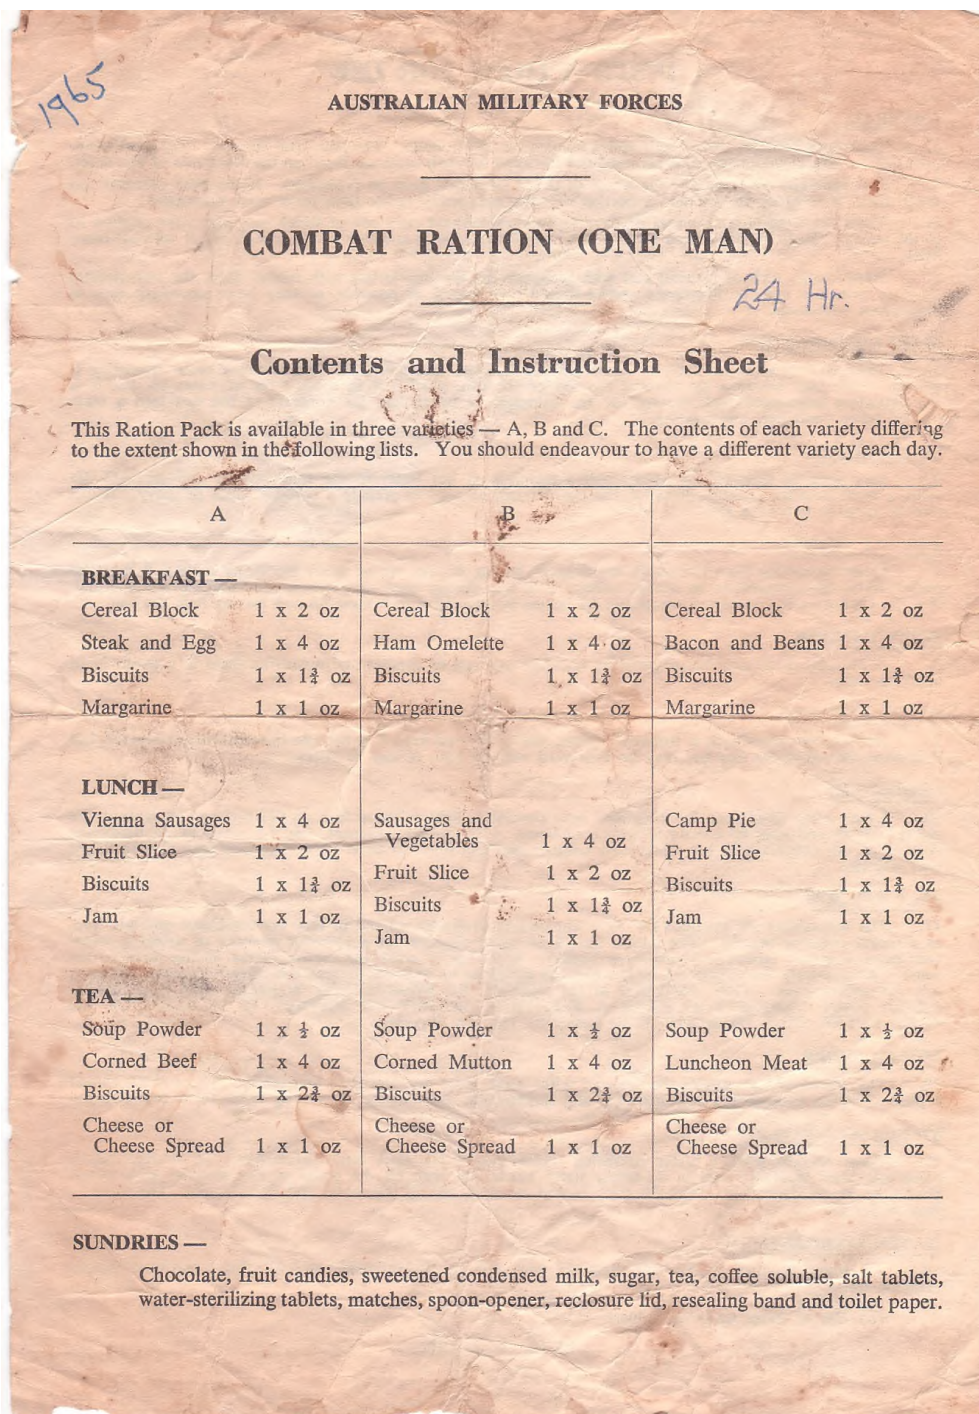 1965
AUSTRALIAN MILITARY FORCES
COMBAT RATION (ONE MAN)
24 Hr.
Contents and Instruction Sheet
This Ration Pack is available in three varieties — A, B and C. The contents of each variety differing
to the extent shown in the following lists. You should endeavour to have a different variety each day.
A B C
BREAKFAST —
Cereal Block 1 x 2 oz Cereal Block 1 x 2 oz Cereal Block 1 x 2 oz
Steak and Egg 1 x 4 oz Ham Omelette 1 x 4 oz Bacon and Beans 1 x 4 oz
Biscuits 1 x 1¾ oz Biscuits 1 x 1¾ oz Biscuits 1 x 1¾ oz
Margarine 1 x 1 oz Margarine 1 x 1 oz Margarine 1 x 1 oz
LUNCH —
Vienna Sausages 1 x 4 oz
Fruit Slice 1 x 2 oz
Biscuits 1 x 1¾ oz
Jam 1 x 1 oz
Sausages and
Vegetables 1 x 4 oz
Fruit Slice 1 x 2 oz
Biscuits 1 x 1¾ oz
Jam 1 x 1 oz
Camp Pie 1 x 4 oz
Fruit Slice 1 x 2 oz
Biscuits 1 x 1¾ oz
Jam 1 x 1 oz
TEA —
Soup Powder 1 x ½ oz Soup Powder 1 x ½ oz Soup Powder 1 x ½ oz
Corned Beef 1 x 4 oz Corned Mutton 1 x 4 oz Luncheon Meat 1 x 4 oz
Biscuits 1 x 2¾ oz Biscuits 1 x 2¾ oz Biscuits 1 x 2¾ oz
Cheese or Cheese or Cheese or
Cheese Spread 1 x 1 oz Cheese Spread 1 x 1 oz Cheese Spread 1 x 1 oz
SUNDRIES —
Chocolate, fruit candies, sweetened condensed milk, sugar, tea, coffee soluble, salt tablets,
water-sterilizing tablets, matches, spoon-opener, reclosure lid, resealing band and toilet paper.